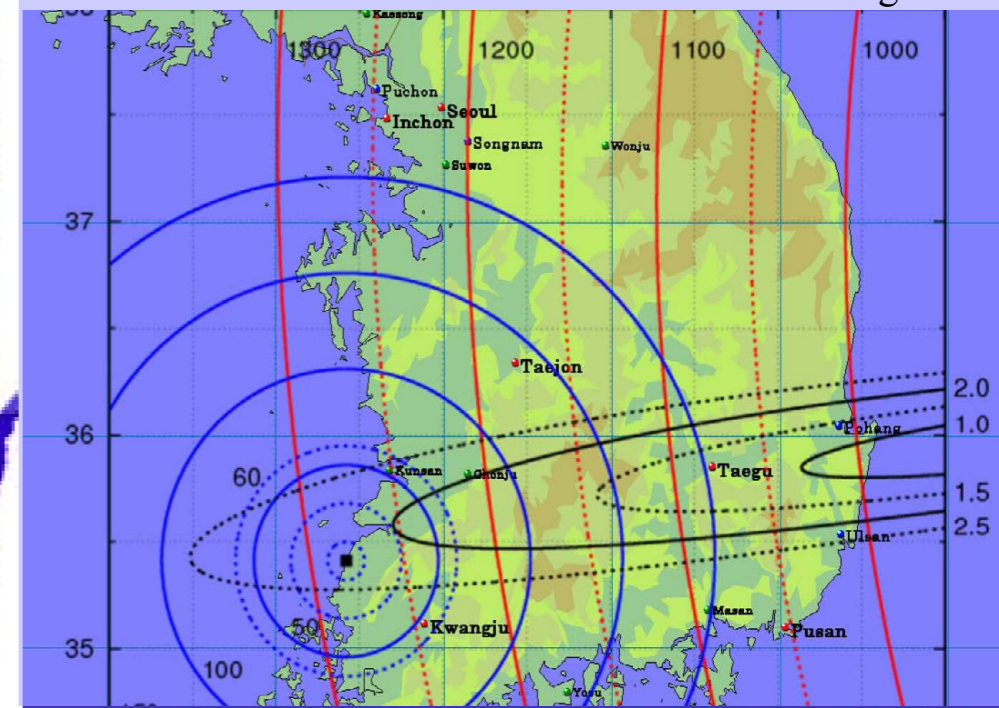 Kaesong
1300 1200 1100 1000
Puchon
Seoul
Inchon
Songnam
Wonju
Suwon
37
Taejon
2.0
1.0
36
Pohang
Kunsan
Chonju
Taegu
60
1.5
2.5
Ulsan
Masan
50
Kwangju
Pusan
35
100
Yosu